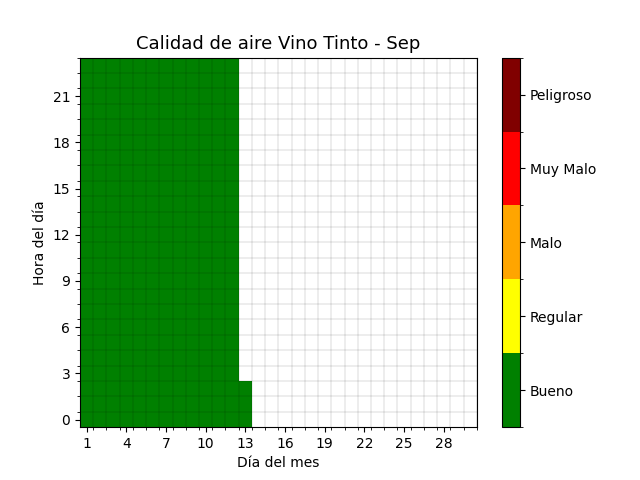 Calidad de aire Vino Tinto - Sep
Hora del día
21
18
15
12
9
6
3
0
1 4 7 10 13 16 19 22 25 28
Día del mes
Peligroso
Muy Malo
Malo
Regular
Bueno